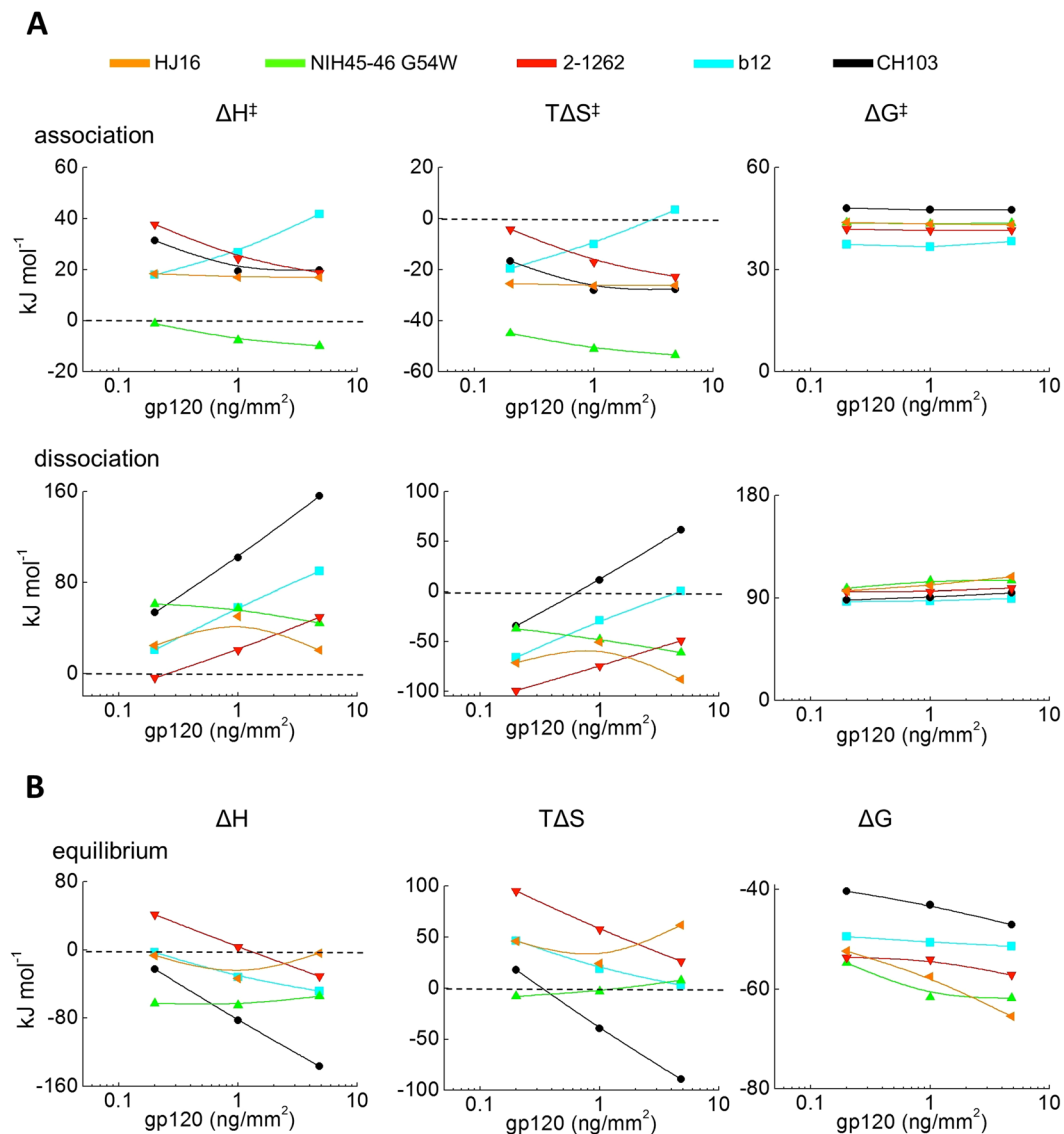 A
HJ16 NIH45-46 G54W 2-1262 b12 CH103
ΔH‡ TΔS‡ ΔG‡
association
60 20 60
40 0
20 -20 30
0 -40
-20 -60 0
kJ mol⁻¹
0.1 1 10 0.1 1 10 0.1 1 10
gp120 (ng/mm²) gp120 (ng/mm²) gp120 (ng/mm²)
dissociation
160 100 180
50
80 0 90
-50
0 -100 0
kJ mol⁻¹
0.1 1 10 0.1 1 10 0.1 1 10
gp120 (ng/mm²) gp120 (ng/mm²) gp120 (ng/mm²)
B
ΔH TΔS ΔG
equilibrium
80 100 -40
0 50
0 -60
-80 -50
-160 -100 -80
kJ mol⁻¹
0.1 1 10 0.1 1 10 0.1 1 10
gp120 (ng/mm²) gp120 (ng/mm²) gp120 (ng/mm²)